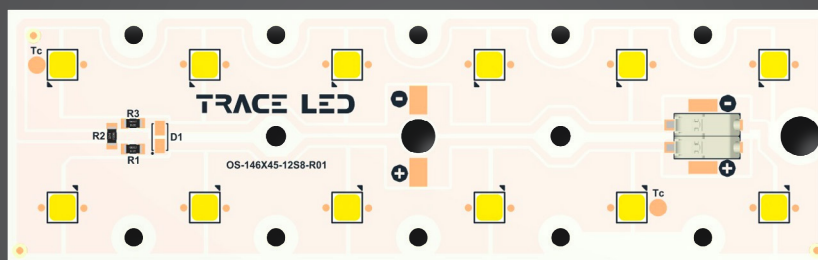 Tc
TRACE LED
R3
R2
D1
R1
OS-146X45-12S8-R01
Tc